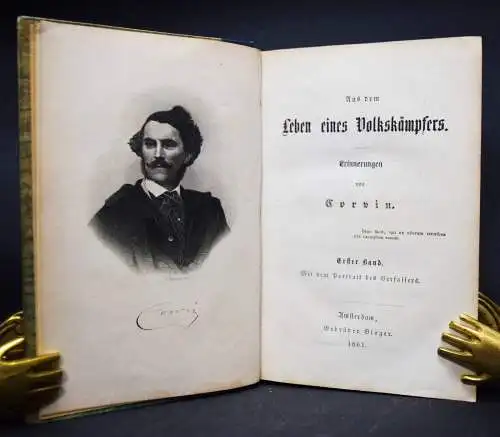 Corvin
Aus dem
Leben eines Volkskämpfers.
Erinnerungen
von
Corvin.
Erster Band.
Mit dem Portrait des Verfassers.
Amsterdam,
Gebrüder Binger.
1861.